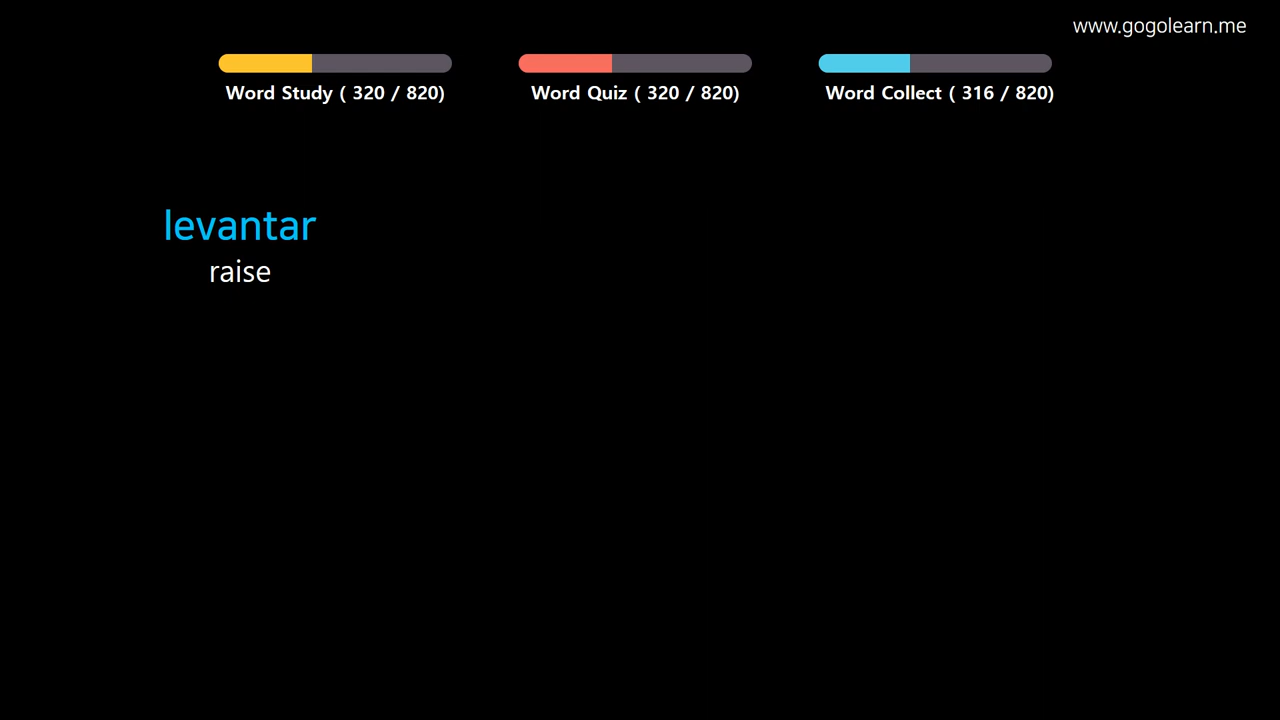 www.gogolearn.me
Word Study ( 320 / 820)
Word Quiz ( 320 / 820)
Word Collect ( 316 / 820)
levantar
raise